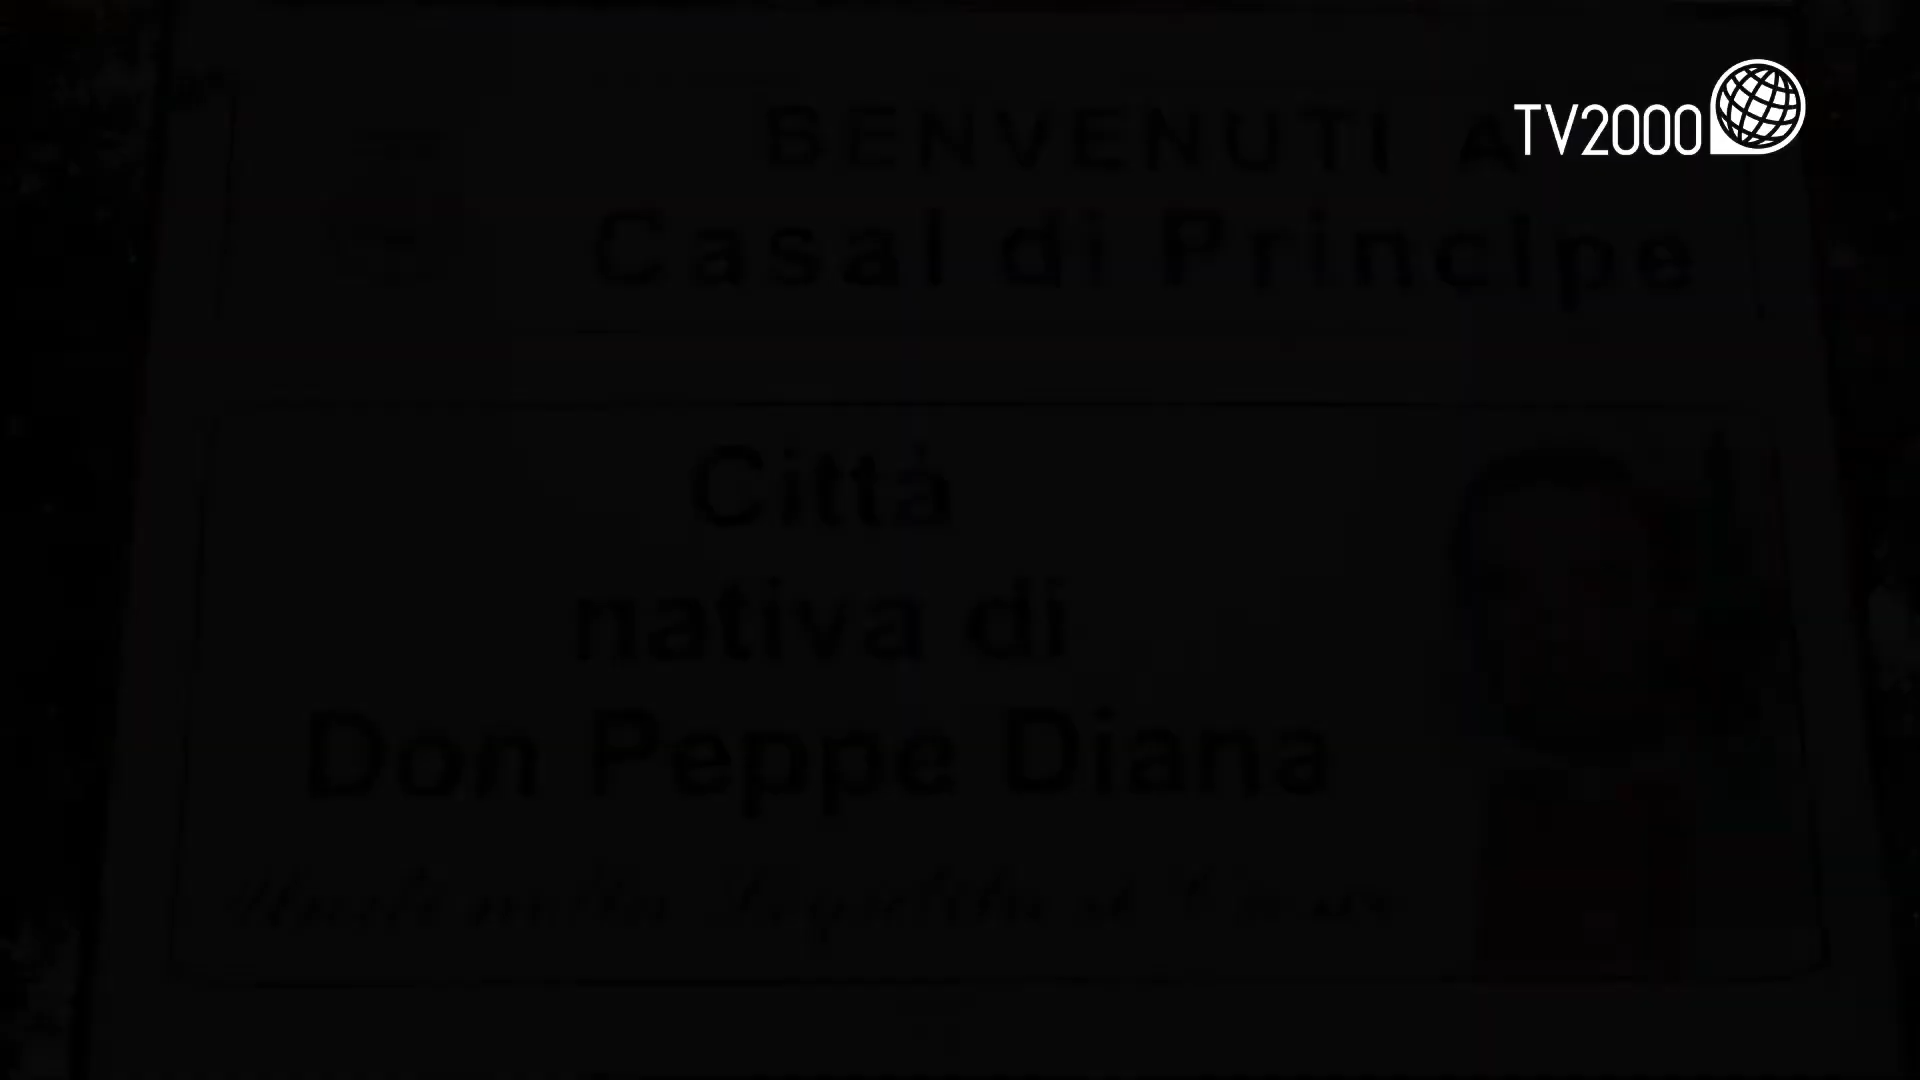 TV2000
BENVENUTI A
Casal di Principe
Città
nativa di
Don Peppe Diana